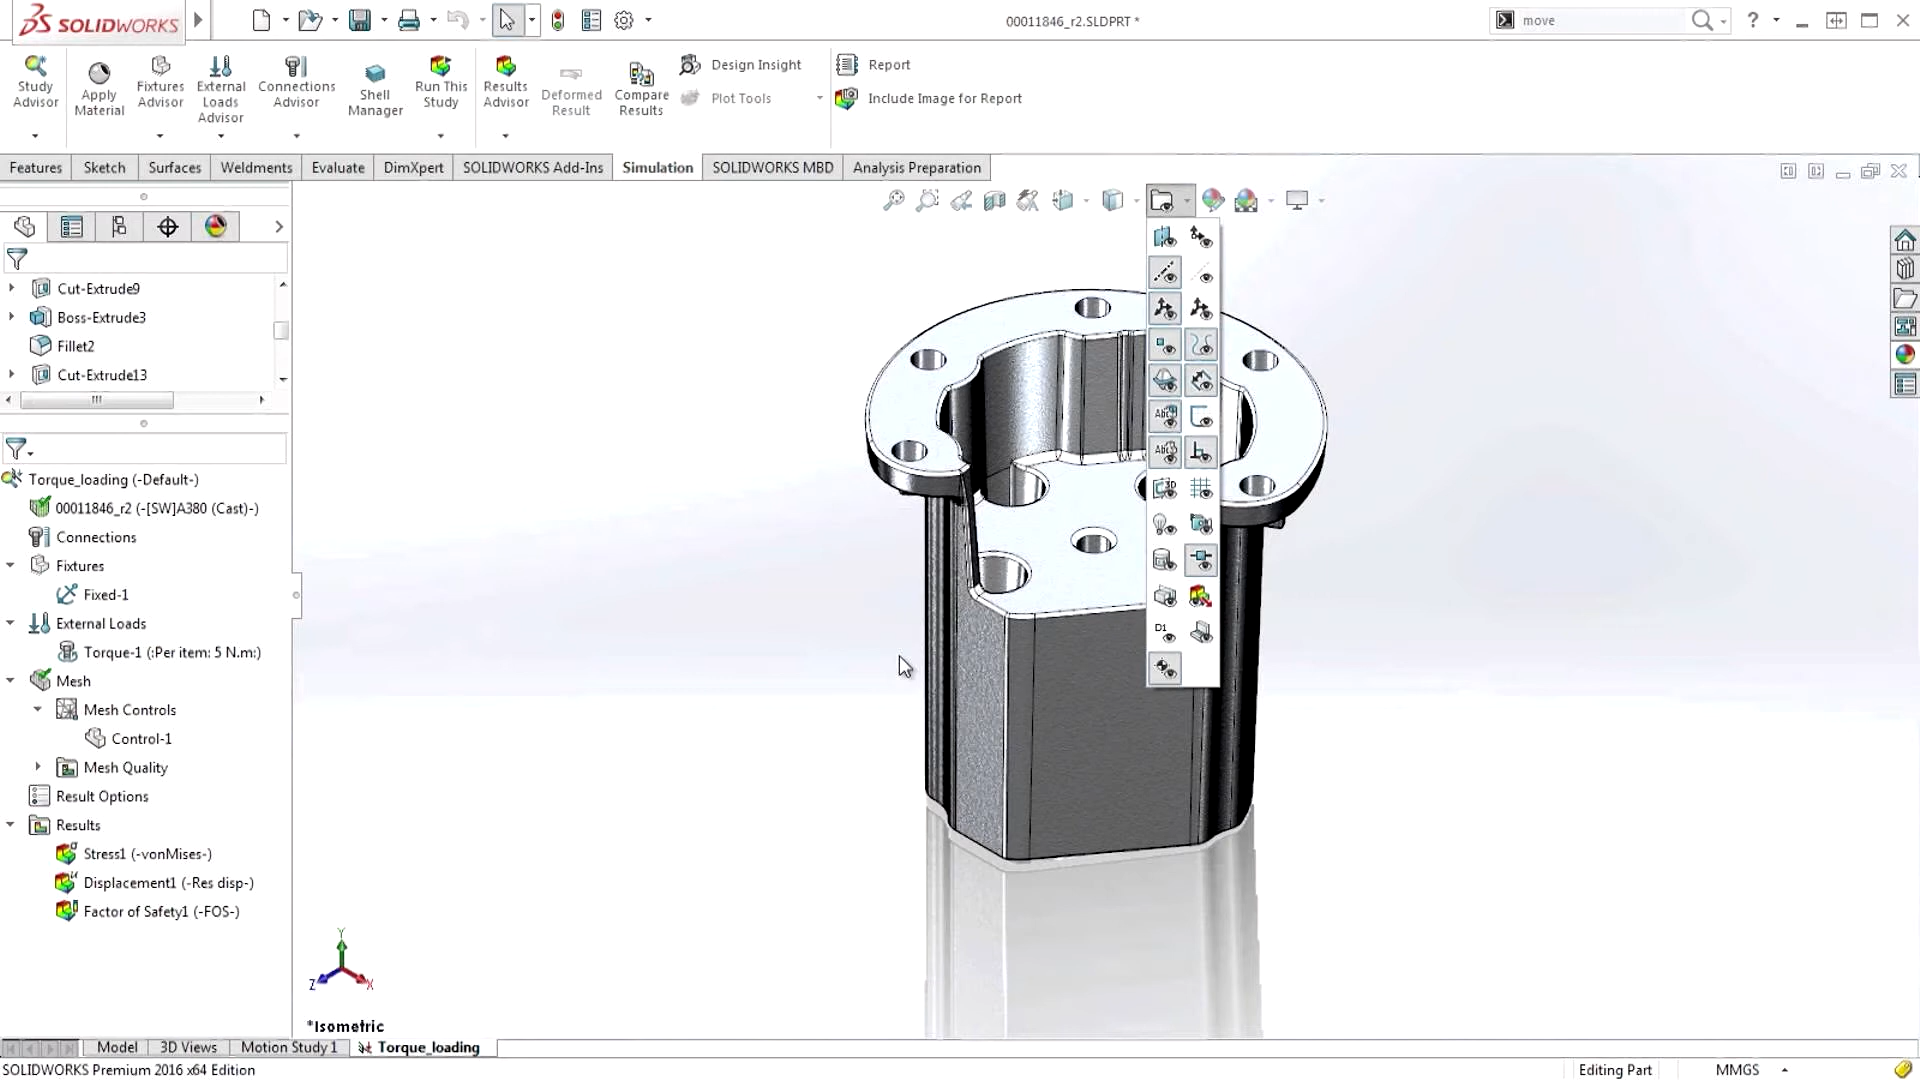 SOLIDWORKS
00011846_r2.SLDPRT *
move
?
Study Advisor
Apply Material
Fixtures Advisor
External Loads Advisor
Connections Advisor
Shell Manager
Run This Study
Results Advisor
Deformed Result
Compare Results
Design Insight
Plot Tools
Report
Include Image for Report
Features
Sketch
Surfaces
Weldments
Evaluate
DimXpert
SOLIDWORKS Add-Ins
Simulation
SOLIDWORKS MBD
Analysis Preparation
Cut-Extrude9
Boss-Extrude3
Fillet2
Cut-Extrude13
Torque_loading (-Default-)
00011846_r2 (-[SW]A380 (Cast)-)
Connections
Fixtures
Fixed-1
External Loads
Torque-1 (:Per item: 5 N.m:)
Mesh
Mesh Controls
Control-1
Mesh Quality
Result Options
Results
Stress1 (-vonMises-)
Displacement1 (-Res disp-)
Factor of Safety1 (-FOS-)
D1
Y
Z
X
*Isometric
Model
3D Views
Motion Study 1
Torque_loading
SOLIDWORKS Premium 2016 x64 Edition
Editing Part
MMGS